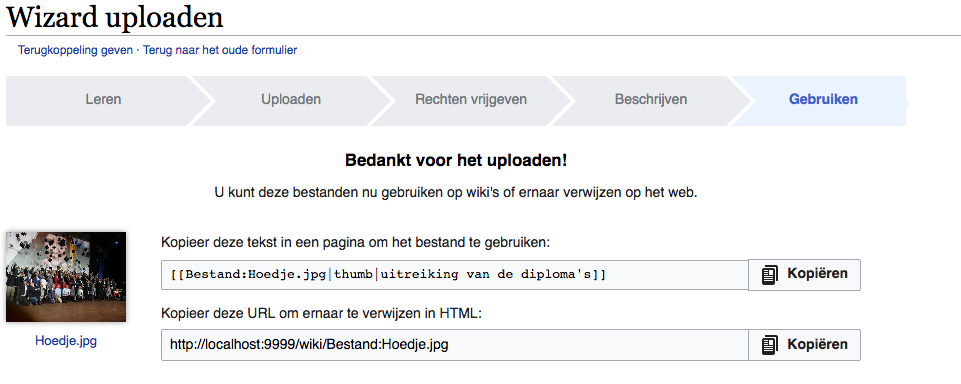 Wizard uploaden
Terugkoppeling geven · Terug naar het oude formulier
Leren
Uploaden
Rechten vrijgeven
Beschrijven
Gebruiken
Bedankt voor het uploaden!
U kunt deze bestanden nu gebruiken op wiki's of ernaar verwijzen op het web.
Kopieer deze tekst in een pagina om het bestand te gebruiken:
[[Bestand:Hoedje.jpg|thumb|uitreiking van de diploma's]]
Kopiëren
Kopieer deze URL om ernaar te verwijzen in HTML:
http://localhost:9999/wiki/Bestand:Hoedje.jpg
Kopiëren
Hoedje.jpg